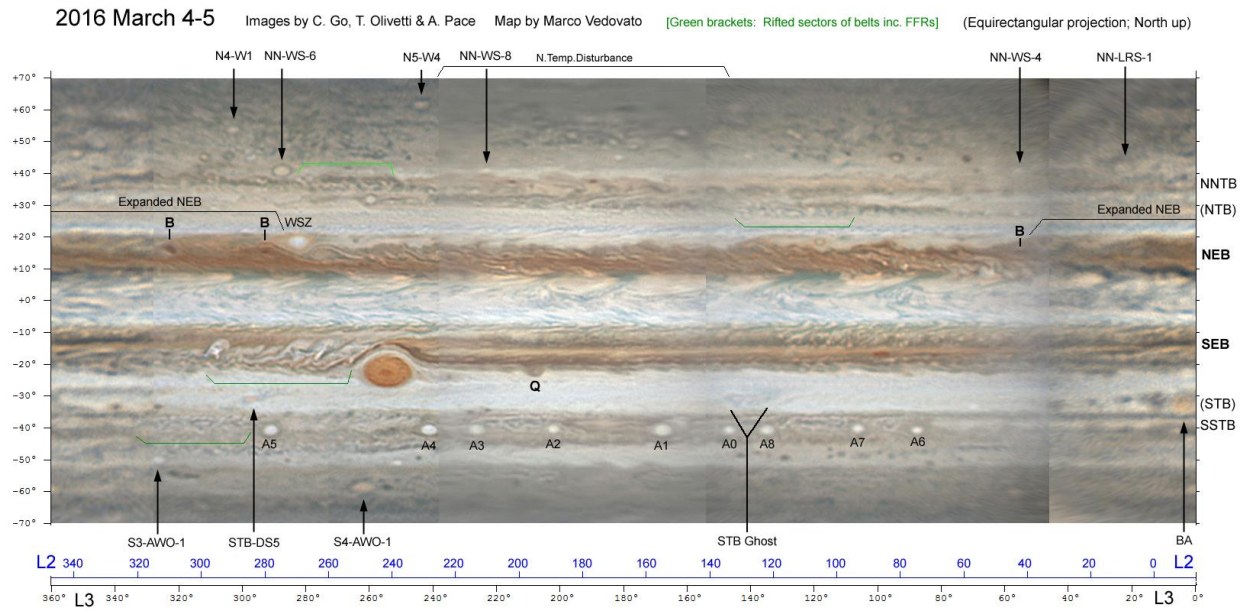 2016 March 4-5 Images by C. Go, T. Olivetti & A. Pace Map by Marco Vedovato [Green brackets: Rifted sectors of belts inc. FFRs] (Equirectangular projection; North up)
N4-W1 NN-WS-6 N5-W4 NN-WS-8 N.Temp.Disturbance NN-WS-4 NN-LRS-1
+70°
+60°
+50°
+40°
NNTB
+30°
Expanded NEB (NTB)
Expanded NEB
B B WSZ B
+20°
NEB
+10°
+0°
-10°
SEB
-20°
Q
-30°
(STB)
-40°
SSTB
A5 A4 A3 A2 A1 A0 A8 A7 A6
-50°
-60°
-70°
S3-AWO-1 STB-DS5 S4-AWO-1 STB Ghost BA
L2 340 320 300 280 260 240 220 200 180 160 140 120 100 80 60 40 20 0 L2
360° L3 340° 320° 300° 280° 260° 240° 220° 200° 180° 160° 140° 120° 100° 80° 60° 40° 20° L3 0°